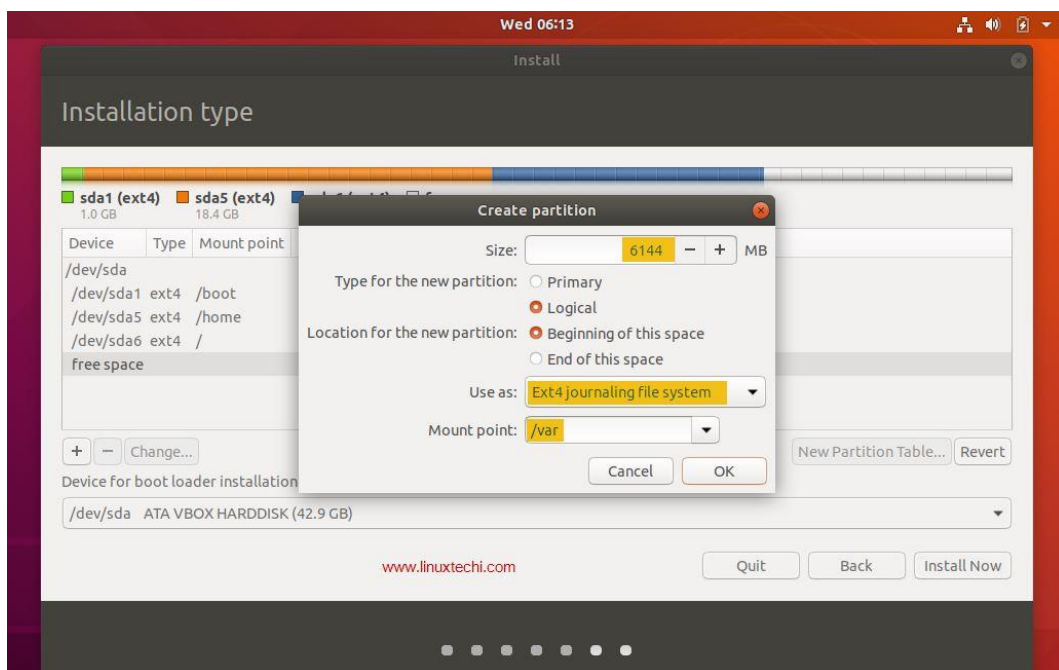 Wed 06:13
Install
Installation type
sda1 (ext4) sda5 (ext4)
1.0 GB 18.4 GB
Create partition
Device Type Mount point
Size: 6144 − + MB
/dev/sda
Type for the new partition: Primary
/dev/sda1 ext4 /boot
Logical
/dev/sda5 ext4 /home
Location for the new partition: Beginning of this space
/dev/sda6 ext4 /
End of this space
free space
Use as: Ext4 journaling file system
Mount point: /var
+ − Change...
New Partition Table... Revert
Cancel OK
Device for boot loader installation
/dev/sda ATA VBOX HARDDISK (42.9 GB)
www.linuxtechi.com
Quit Back Install Now